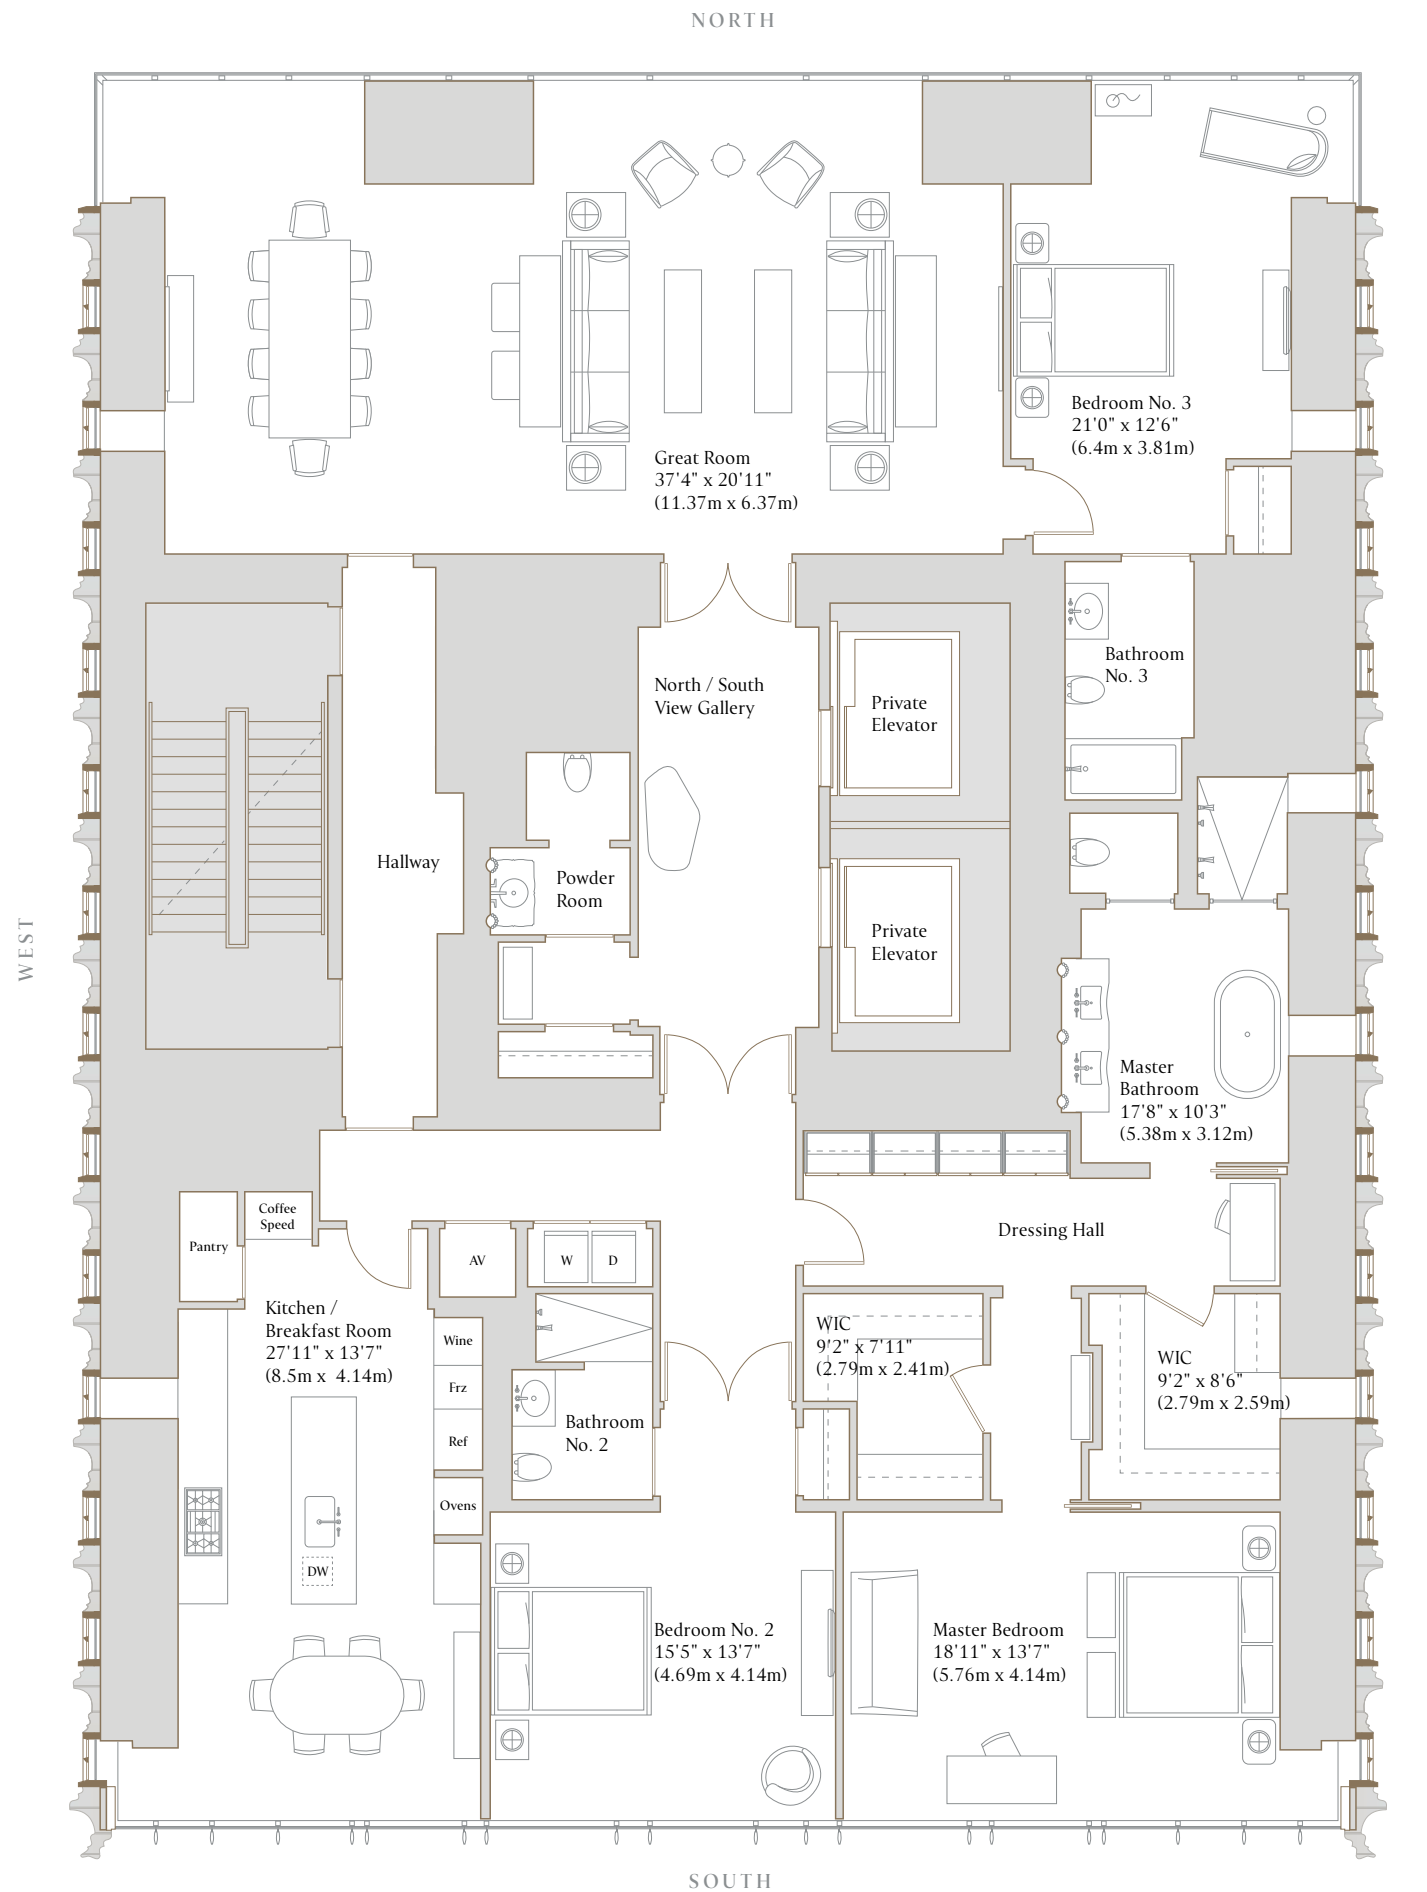 NORTH
Bedroom No. 3
21'0" x 12'6"
(6.4m x 3.81m)
Great Room
37'4" x 20'11"
(11.37m x 6.37m)
Bathroom
No. 3
North / South
View Gallery
Private
Elevator
Hallway
Powder
Room
Private
Elevator
WEST
Master
Bathroom
17'8" x 10'3"
(5.38m x 3.12m)
Coffee
Speed
Pantry
AV
W
D
Dressing Hall
Kitchen /
Breakfast Room
27'11" x 13'7"
(8.5m x 4.14m)
Wine
Frz
Ref
Ovens
WIC
9'2" x 7'11"
(2.79m x 2.41m)
WIC
9'2" x 8'6"
(2.79m x 2.59m)
Bathroom
No. 2
DW
Bedroom No. 2
15'5" x 13'7"
(4.69m x 4.14m)
Master Bedroom
18'11" x 13'7"
(5.76m x 4.14m)
SOUTH